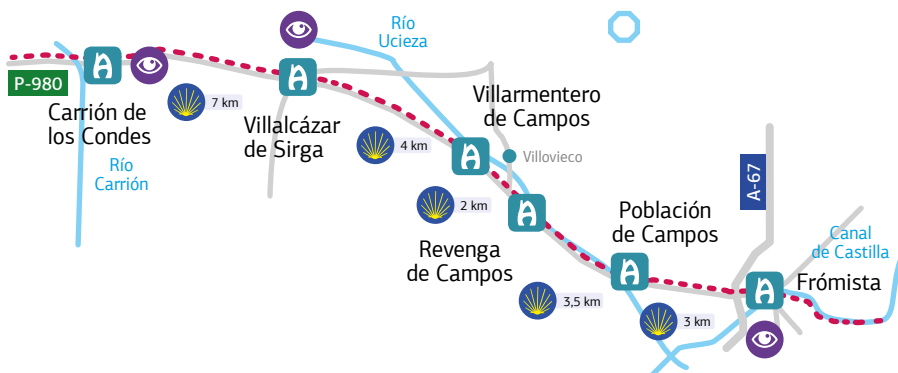 Río
Ucieza
P-980
7 km
Carrión de
los Condes
Villalcázar
de Sirga
Villarmentero
de Campos
4 km
Villovieco
Río
Carrión
2 km
A-67
Población
de Campos
Revenga
de Campos
Canal
de Castilla
Frómista
3,5 km
3 km